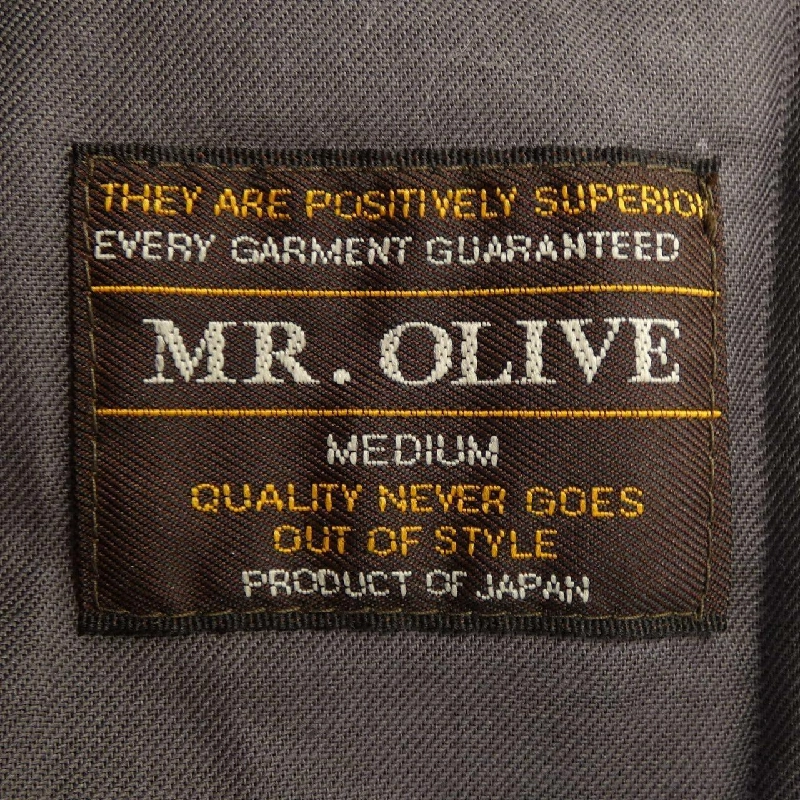 THEY ARE POSITIVELY SUPERIOR
EVERY GARMENT GUARANTEED
MR. OLIVE
MEDIUM
QUALITY NEVER GOES
OUT OF STYLE
PRODUCT OF JAPAN